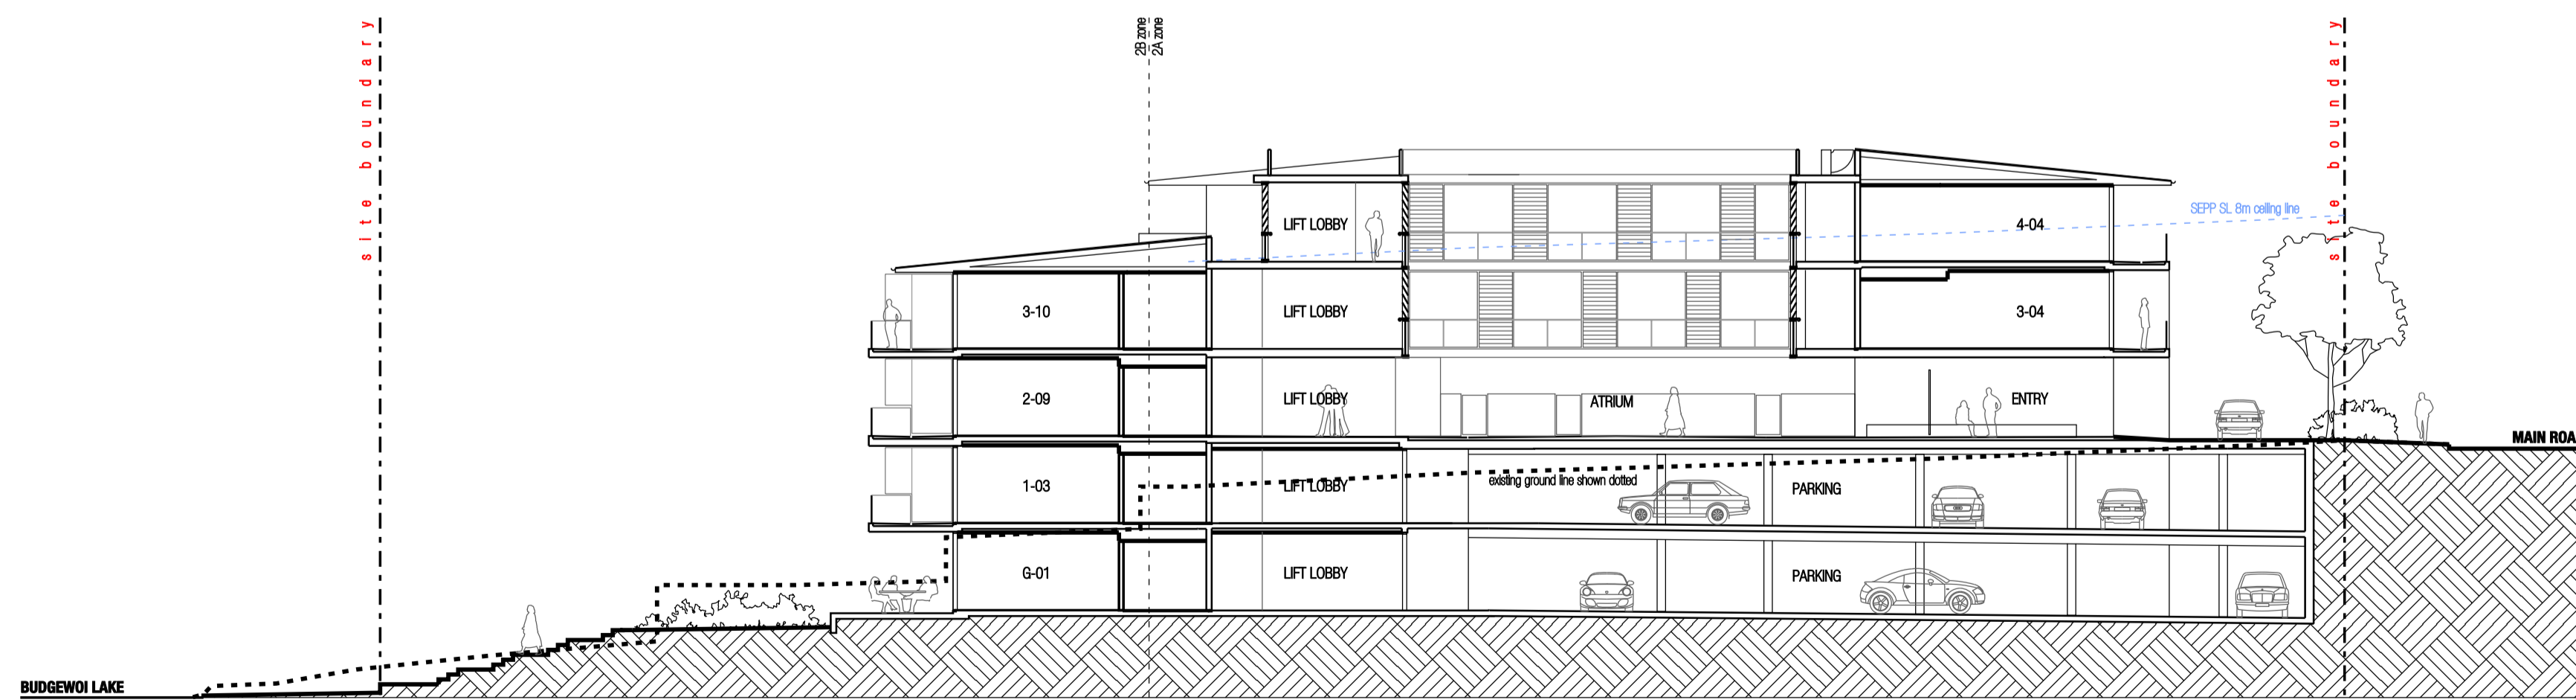 site boundary
2B zone
2A zone
site boundary
SEPP SL 8m ceiling line
LIFT LOBBY
4-04
3-10
LIFT LOBBY
3-04
2-09
LIFT LOBBY
ATRIUM
ENTRY
MAIN ROA
1-03
LIFT LOBBY
existing ground line shown dotted
PARKING
G-01
LIFT LOBBY
PARKING
BUDGEWOI LAKE